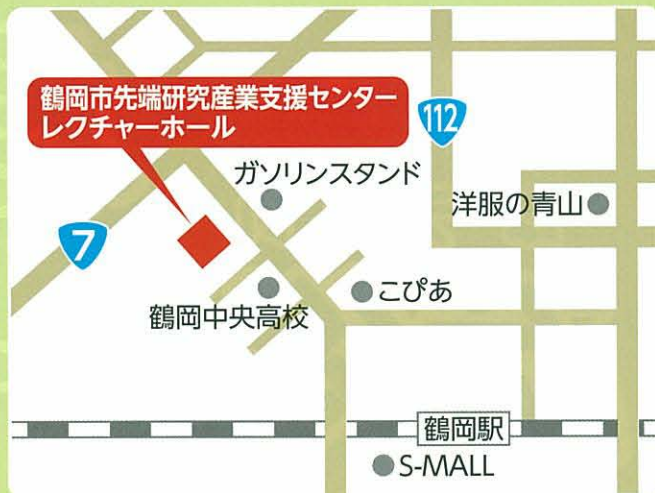 鶴岡市先端研究産業支援センター
レクチャーホール
112
ガソリンスタンド
洋服の青山
7
こぴあ
鶴岡中央高校
鶴岡駅
S-MALL